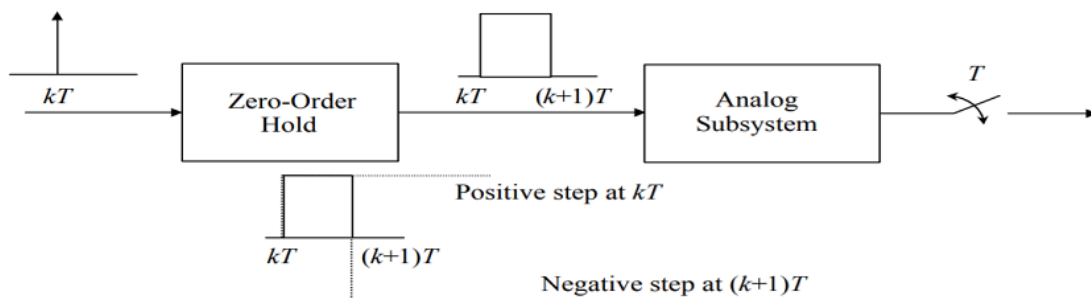 kT
Zero-Order
Hold
kT (k+1)T
Analog
Subsystem
T
Positive step at kT
kT (k+1)T
Negative step at (k+1)T